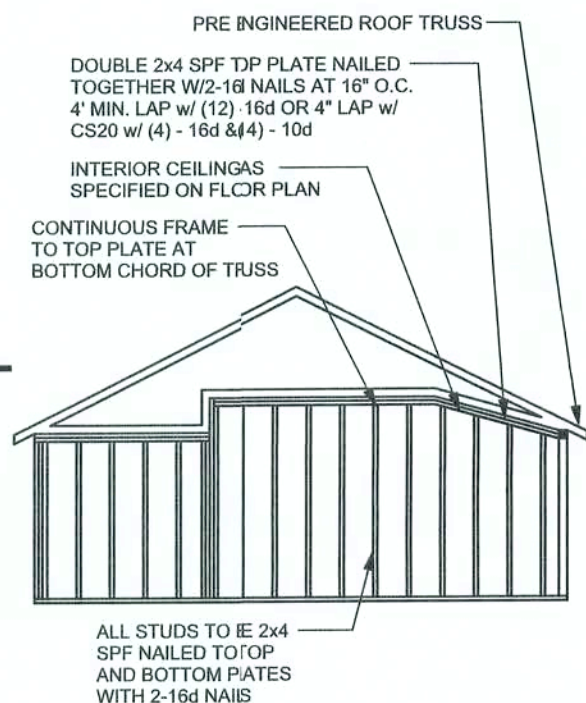 PRE ENGINEERED ROOF TRUSS
DOUBLE 2x4 SPF TOP PLATE NAILED
TOGETHER W/2-16d NAILS AT 16" O.C.
4' MIN. LAP w/ (12) -16d OR 4" LAP w/
CS20 w/ (4) - 16d & (4) - 10d
INTERIOR CEILINGAS
SPECIFIED ON FLOOR PLAN
CONTINUOUS FRAME
TO TOP PLATE AT
BOTTOM CHORD OF TRUSS
ALL STUDS TO BE 2x4
SPF NAILED TO TOP
AND BOTTOM PLATES
WITH 2-16d NAILS